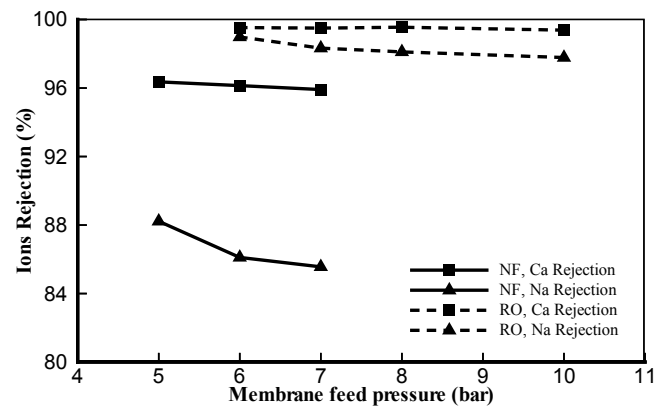 Ions Rejection (%)
100
96
92
88
84
80
4
5
6
7
8
9
10
11
Membrane feed pressure (bar)
NF, Ca Rejection
NF, Na Rejection
RO, Ca Rejection
RO, Na Rejection